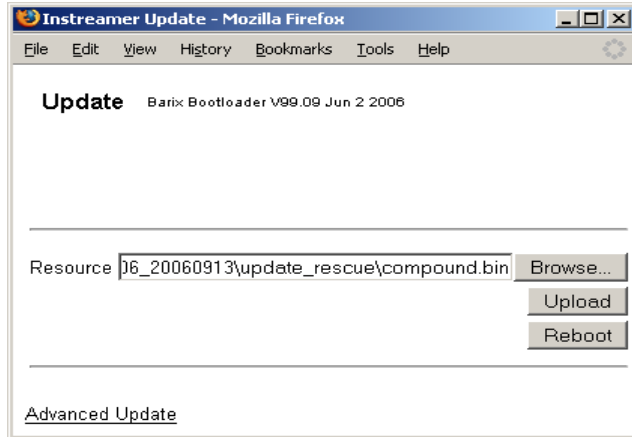 Instreamer Update - Mozilla Firefox
File Edit View History Bookmarks Tools Help
Update Barix Bootloader V99.09 Jun 2 2006
Resource 06_20060913\update_rescue\compound.bin Browse...
Upload
Reboot
Advanced Update